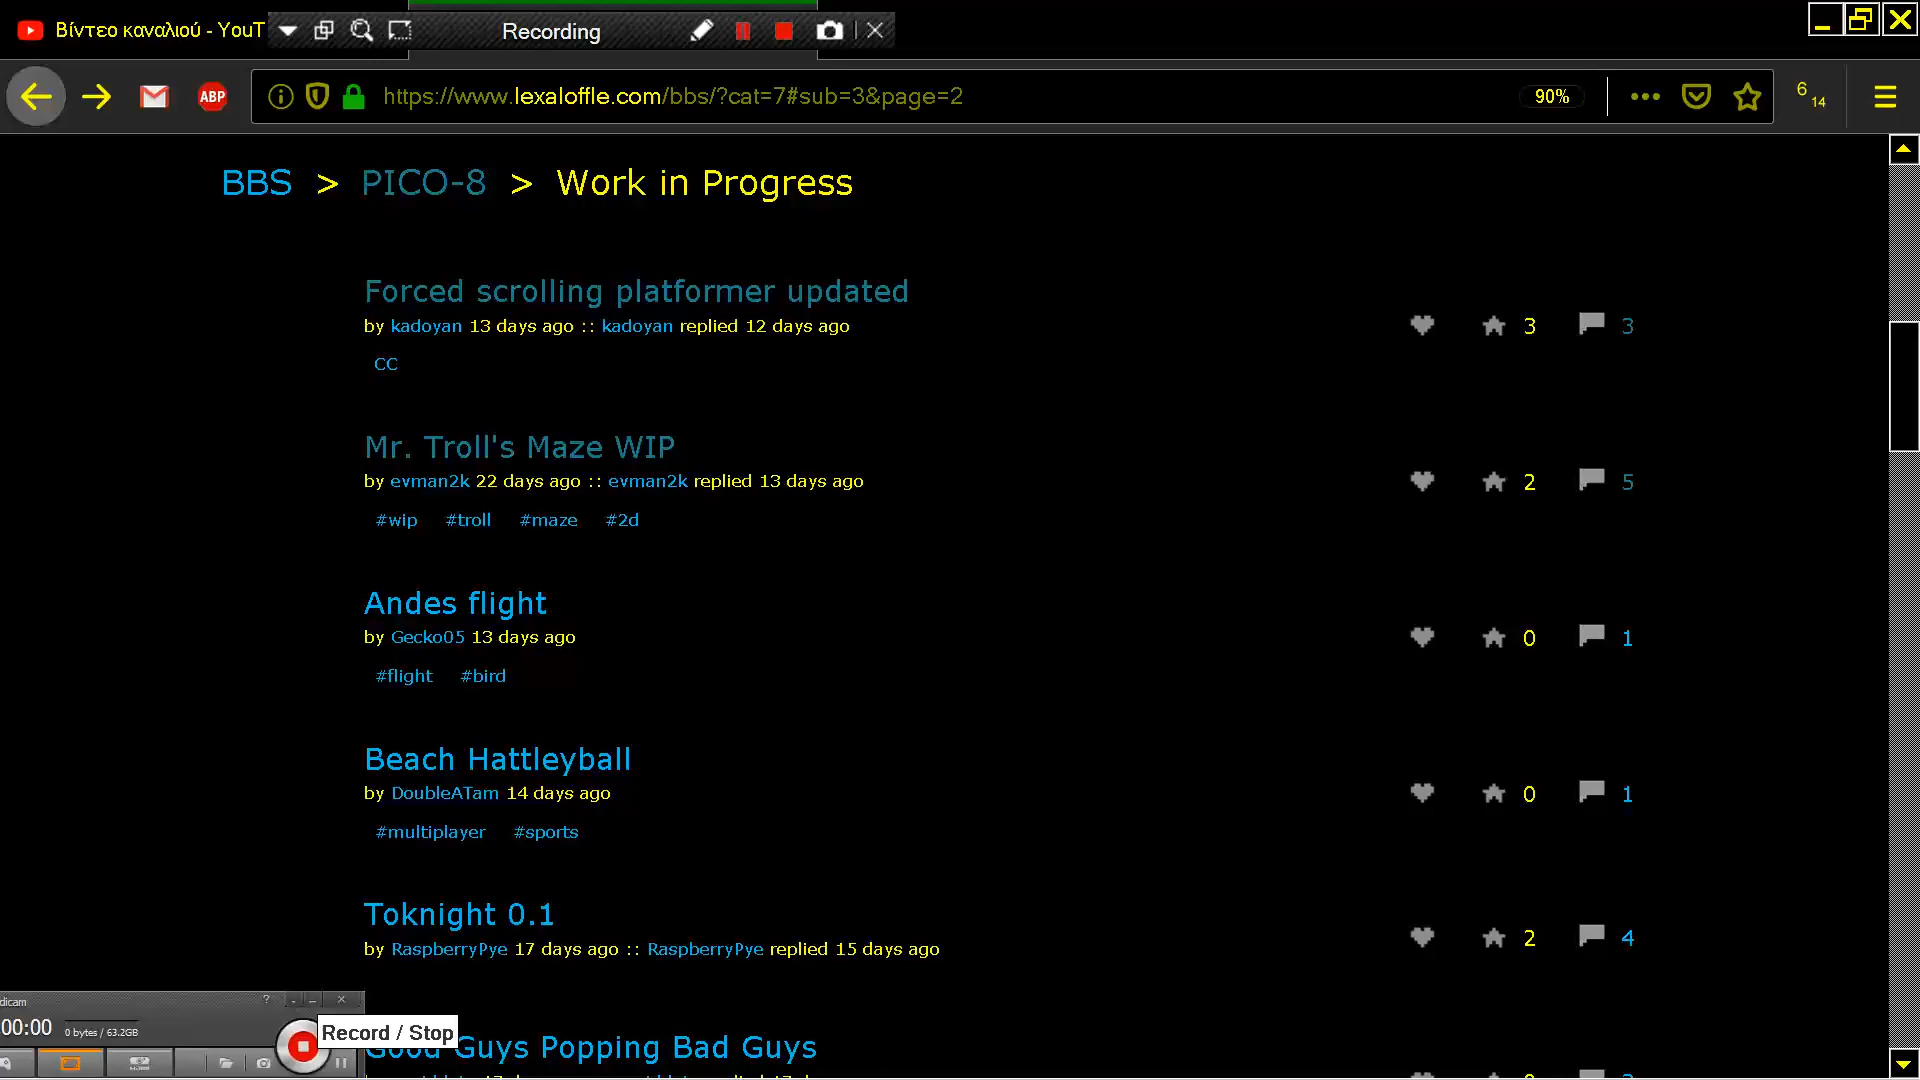 Βίντεο καναλιού - YouT
Recording
ABP
https://www.lexaloffle.com/bbs/?cat=7#sub=3&page=2
90%
6
14
BBS > PICO-8 > Work in Progress
Forced scrolling platformer updated
by kadoyan 13 days ago :: kadoyan replied 12 days ago
3 3
CC
Mr. Troll's Maze WIP
by evman2k 22 days ago :: evman2k replied 13 days ago
2 5
#wip #troll #maze #2d
Andes flight
by Gecko05 13 days ago
0 1
#flight #bird
Beach Hattleyball
by DoubleATam 14 days ago
0 1
#multiplayer #sports
Toknight 0.1
by RaspberryPye 17 days ago :: RaspberryPye replied 15 days ago
2 4
dicam
00:00 0 bytes / 63.2GB
Record / Stop
Good Guys Popping Bad Guys